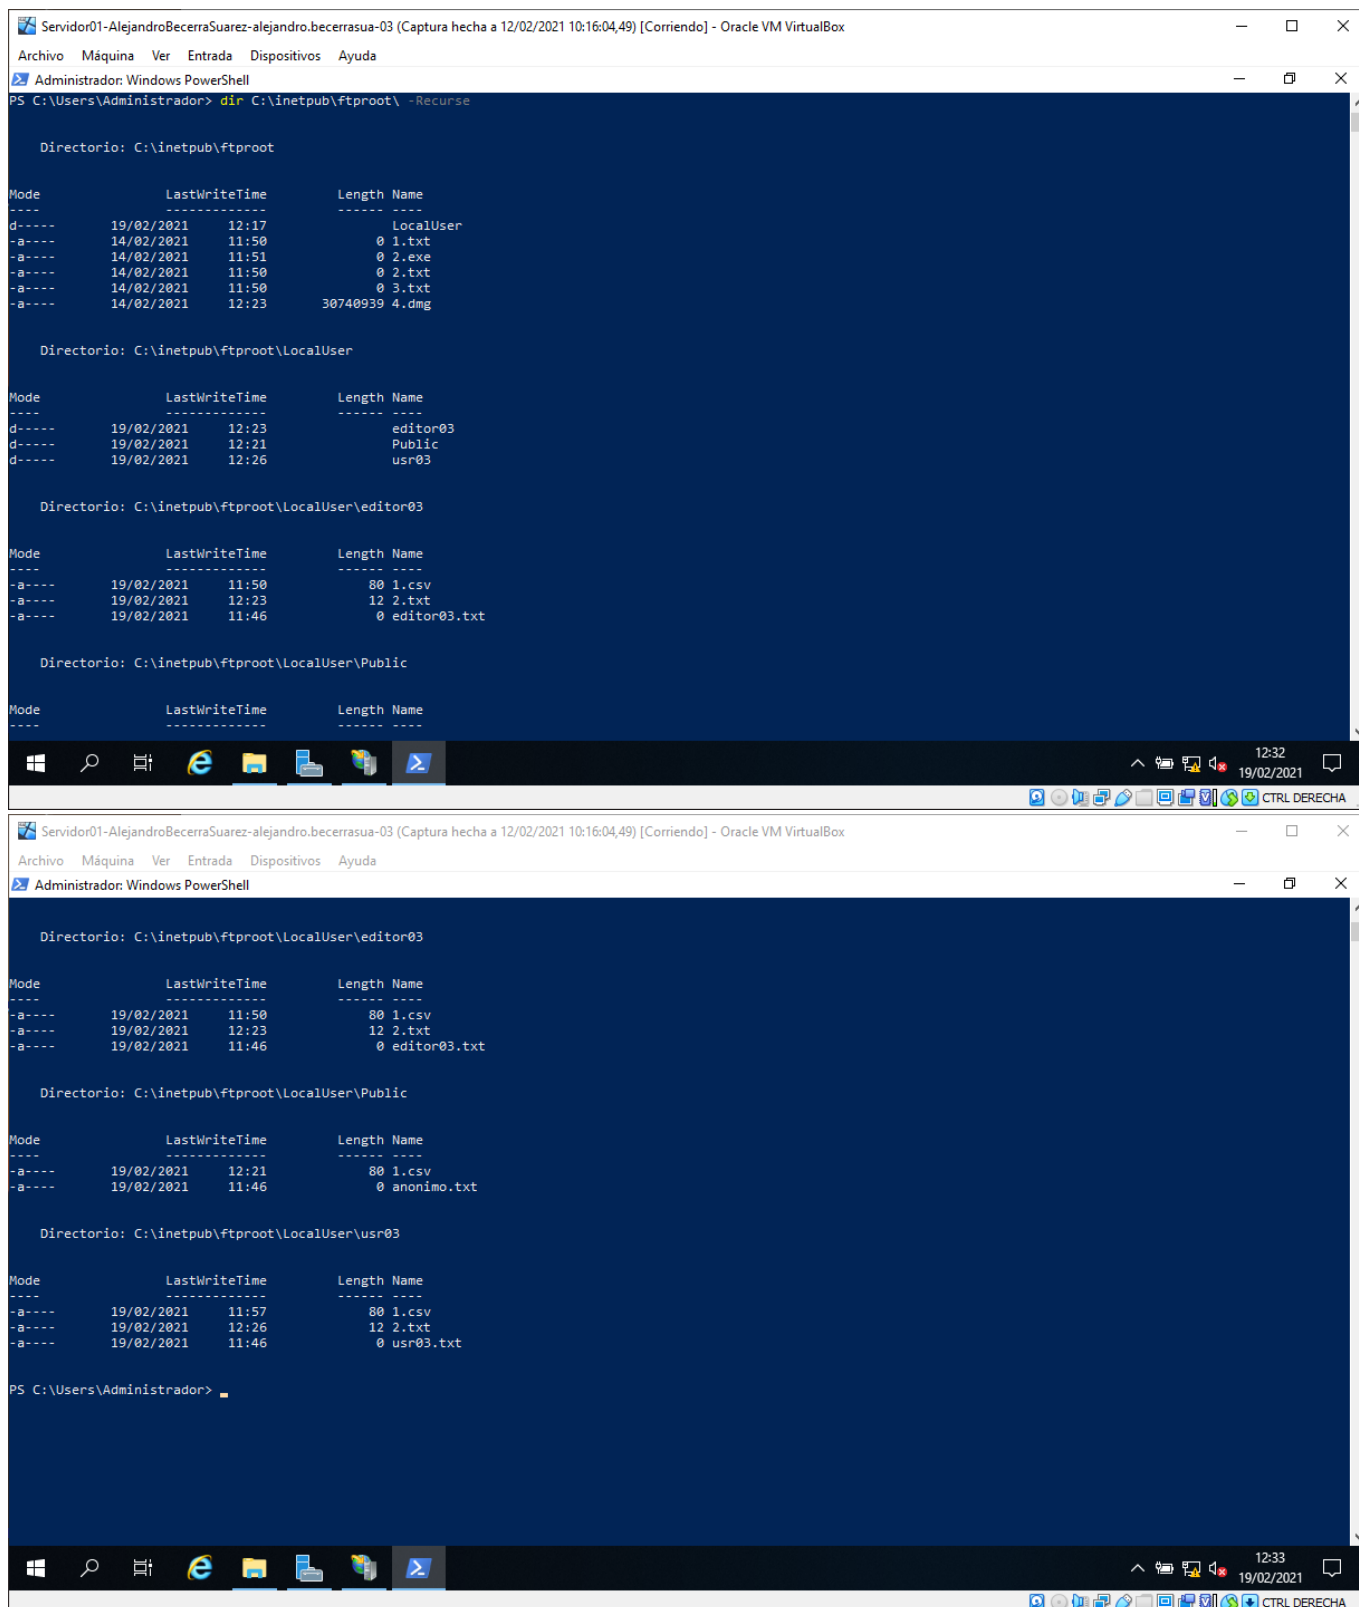 Servidor01-AlejandroBecerraSuarez-alejandro.becerrasua-03 (Captura hecha a 12/02/2021 10:16:04,49) [Corriendo] - Oracle VM VirtualBox
Archivo Máquina Ver Entrada Dispositivos Ayuda
Administrador: Windows PowerShell
PS C:\Users\Administrador> dir C:\inetpub\ftproot\ -Recurse
Directorio: C:\inetpub\ftproot
Mode LastWriteTime Length Name
---- ------------- ------ ----
d----- 19/02/2021 12:17 LocalUser
-a---- 14/02/2021 11:50 0 1.txt
-a---- 14/02/2021 11:51 0 2.exe
-a---- 14/02/2021 11:50 0 2.txt
-a---- 14/02/2021 11:50 0 3.txt
-a---- 14/02/2021 12:23 30740939 4.dmg
Directorio: C:\inetpub\ftproot\LocalUser
Mode LastWriteTime Length Name
---- ------------- ------ ----
d----- 19/02/2021 12:23 editor03
d----- 19/02/2021 12:21 Public
d----- 19/02/2021 12:26 usr03
Directorio: C:\inetpub\ftproot\LocalUser\editor03
Mode LastWriteTime Length Name
---- ------------- ------ ----
-a---- 19/02/2021 11:50 80 1.csv
-a---- 19/02/2021 12:23 12 2.txt
-a---- 19/02/2021 11:46 0 editor03.txt
Directorio: C:\inetpub\ftproot\LocalUser\Public
Mode LastWriteTime Length Name
---- ------------- ------ ----
12:32
19/02/2021
CTRL DERECHA
Servidor01-AlejandroBecerraSuarez-alejandro.becerrasua-03 (Captura hecha a 12/02/2021 10:16:04,49) [Corriendo] - Oracle VM VirtualBox
Archivo Máquina Ver Entrada Dispositivos Ayuda
Administrador: Windows PowerShell
Directorio: C:\inetpub\ftproot\LocalUser\editor03
Mode LastWriteTime Length Name
---- ------------- ------ ----
-a---- 19/02/2021 11:50 80 1.csv
-a---- 19/02/2021 12:23 12 2.txt
-a---- 19/02/2021 11:46 0 editor03.txt
Directorio: C:\inetpub\ftproot\LocalUser\Public
Mode LastWriteTime Length Name
---- ------------- ------ ----
-a---- 19/02/2021 12:21 80 1.csv
-a---- 19/02/2021 11:46 0 anonimo.txt
Directorio: C:\inetpub\ftproot\LocalUser\usr03
Mode LastWriteTime Length Name
---- ------------- ------ ----
-a---- 19/02/2021 11:57 80 1.csv
-a---- 19/02/2021 12:26 12 2.txt
-a---- 19/02/2021 11:46 0 usr03.txt
PS C:\Users\Administrador> _
12:33
19/02/2021
CTRL DERECHA